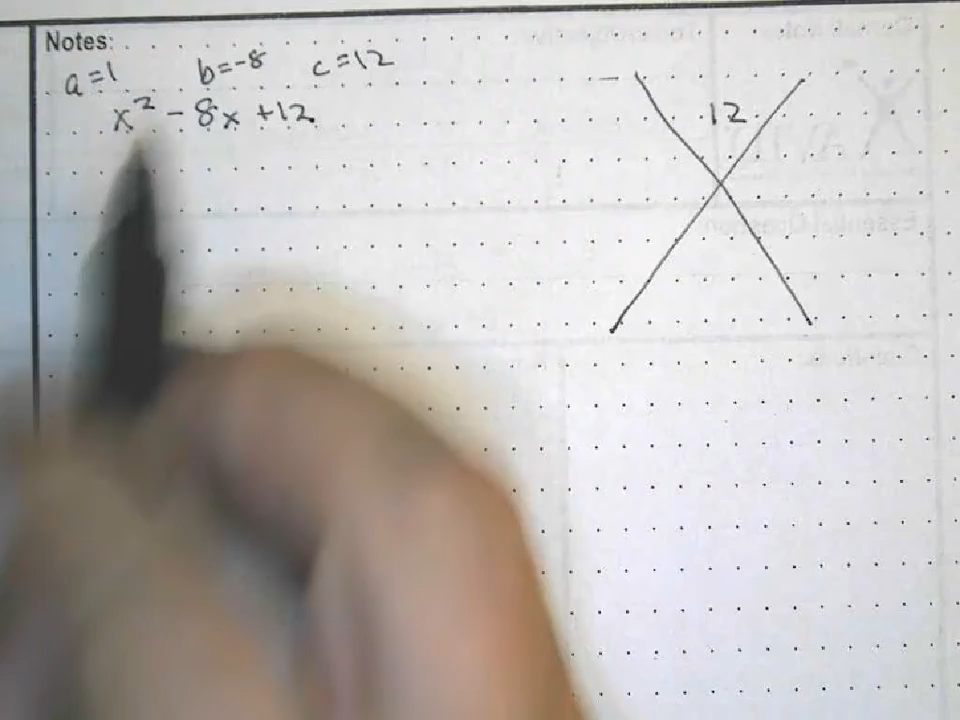 Notes:
a=1 b=-8 c=12
x² - 8x +12
12